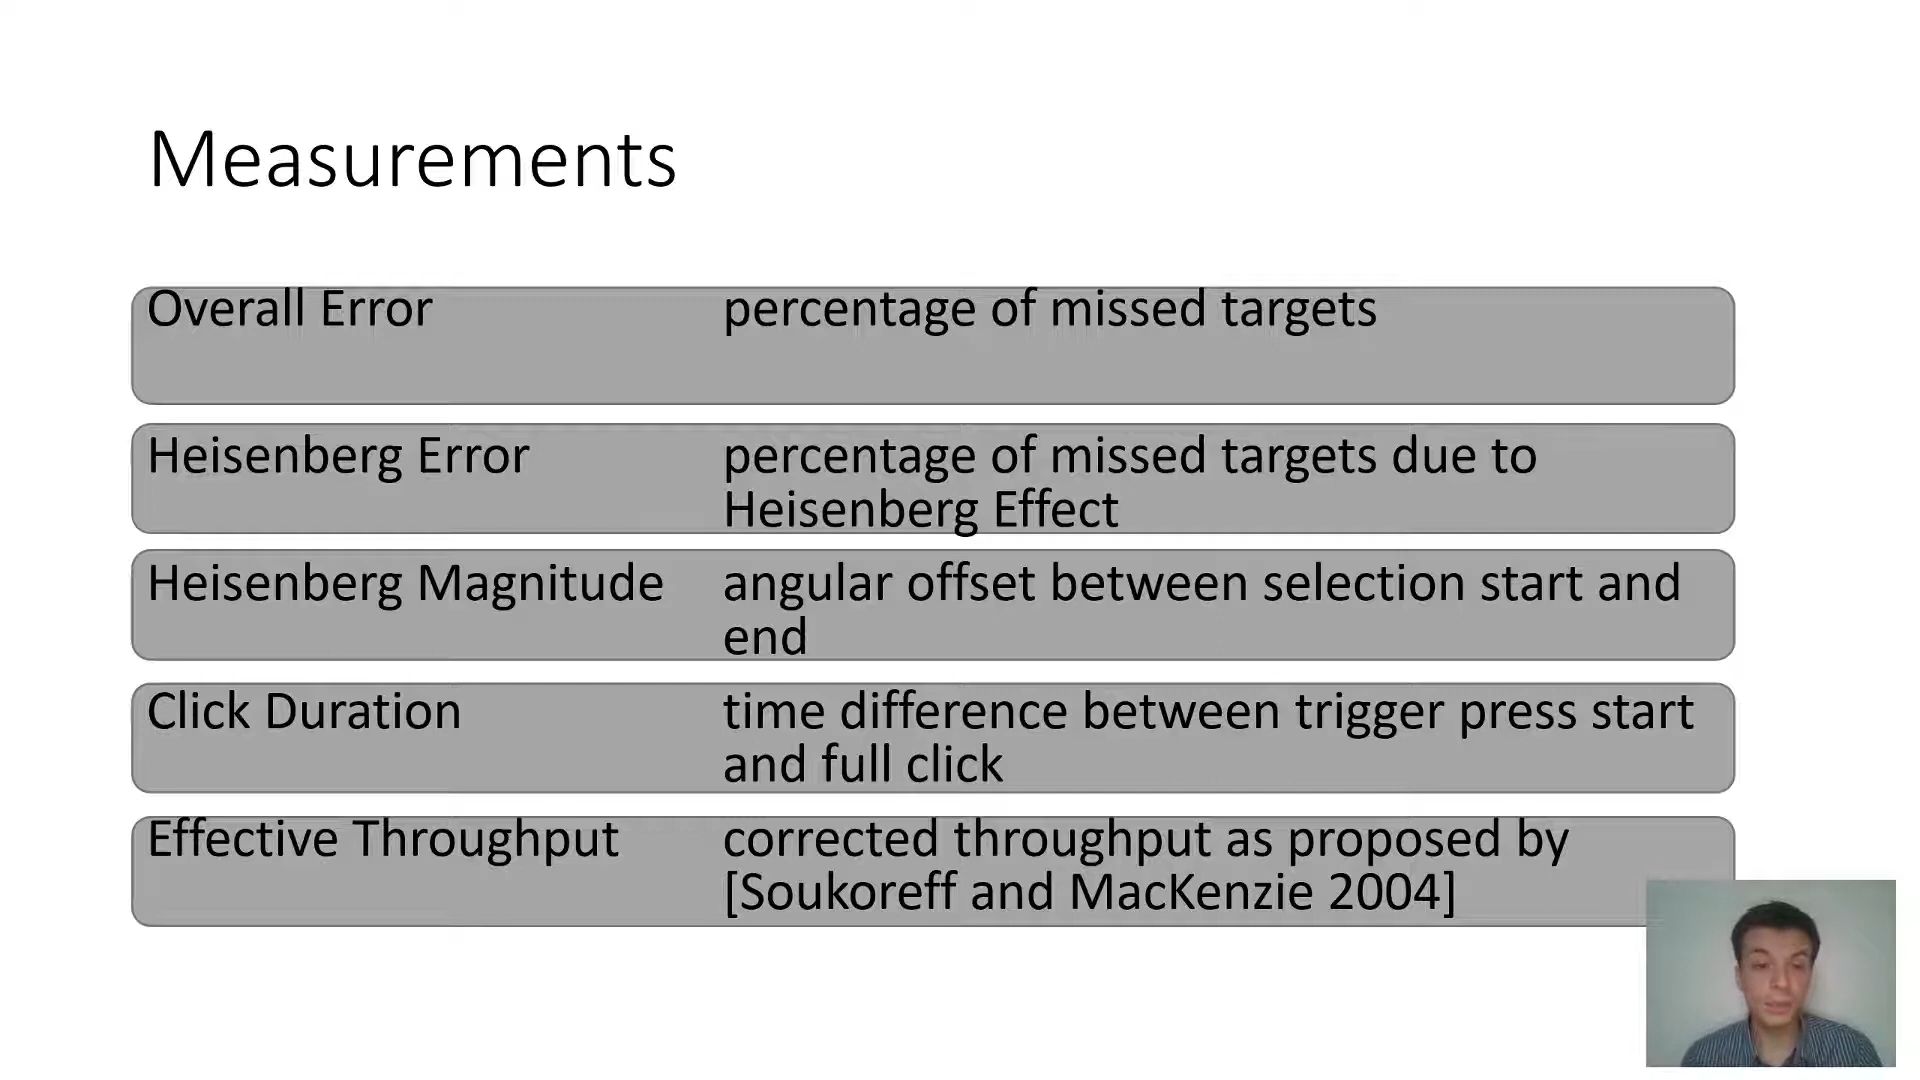 Measurements
Overall Error percentage of missed targets
Heisenberg Error percentage of missed targets due to
Heisenberg Effect
Heisenberg Magnitude angular offset between selection start and
end
Click Duration time difference between trigger press start
and full click
Effective Throughput corrected throughput as proposed by
[Soukoreff and MacKenzie 2004]